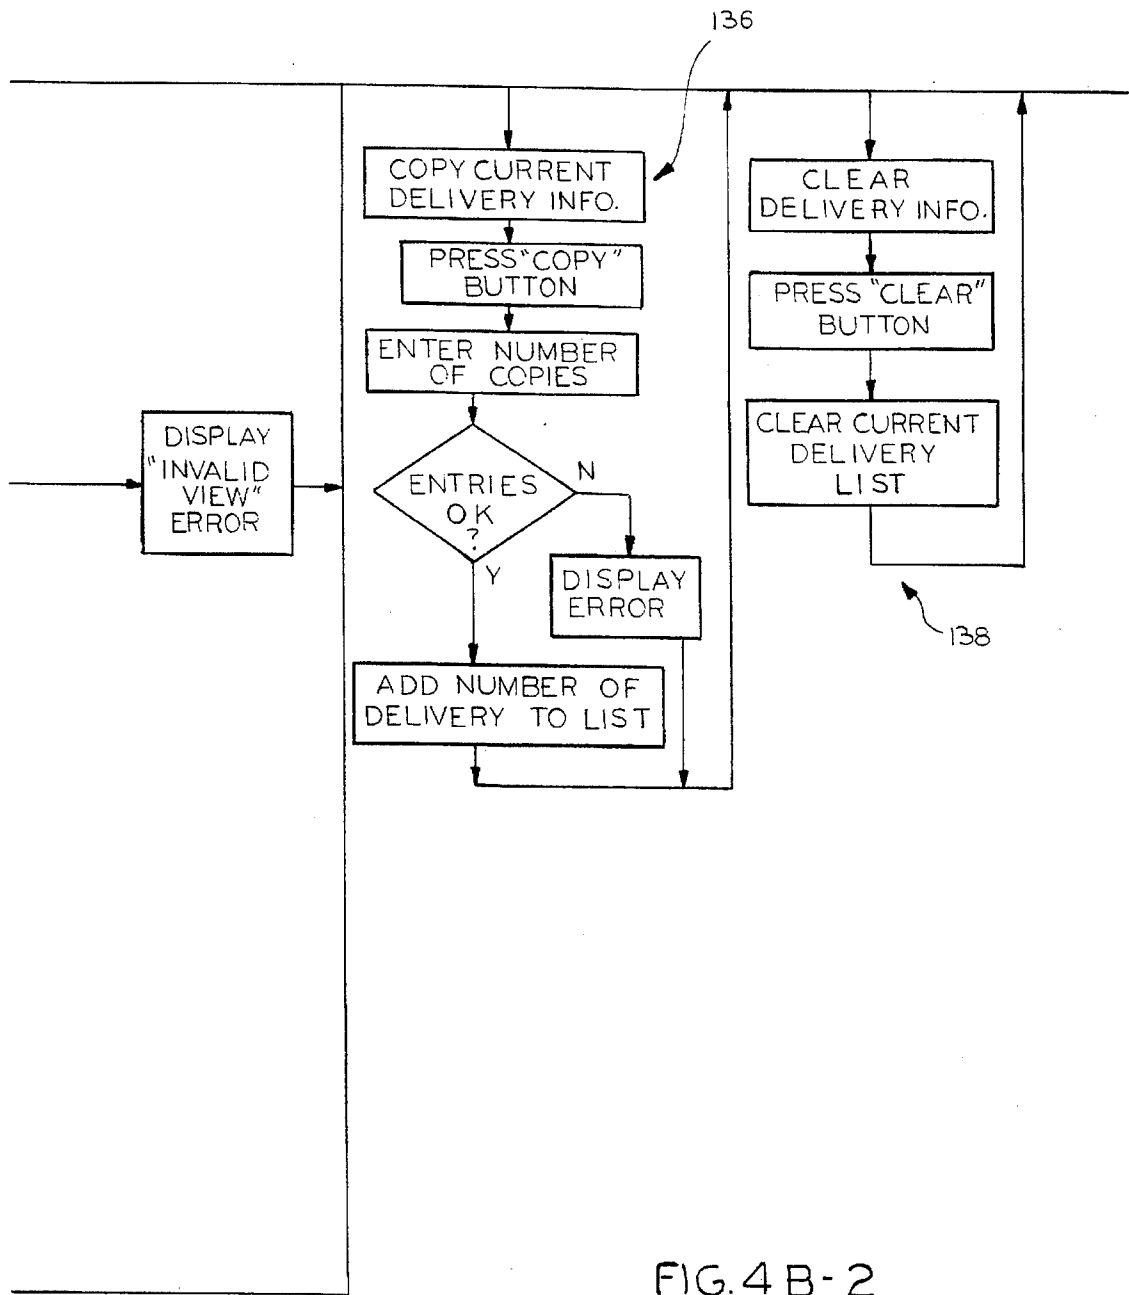 136
COPY CURRENT
DELIVERY INFO.
PRESS "COPY"
BUTTON
ENTER NUMBER
OF COPIES
ENTRIES
OK
?
N
Y
DISPLAY
ERROR
ADD NUMBER OF
DELIVERY TO LIST
CLEAR
DELIVERY INFO.
PRESS "CLEAR"
BUTTON
CLEAR CURRENT
DELIVERY
LIST
138
DISPLAY
"INVALID
VIEW"
ERROR
FIG. 4 B-2